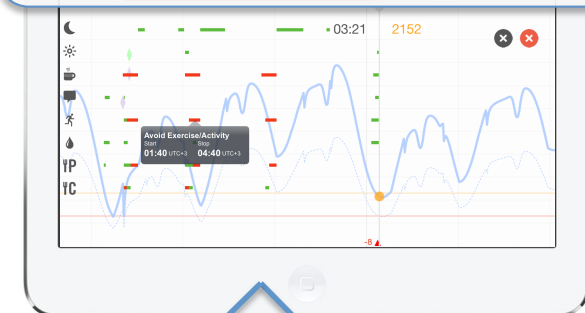 03:21 2152
Avoid Exercise/Activity
Start Stop
01:40 UTC+3 04:40 UTC+3
P
C
-8